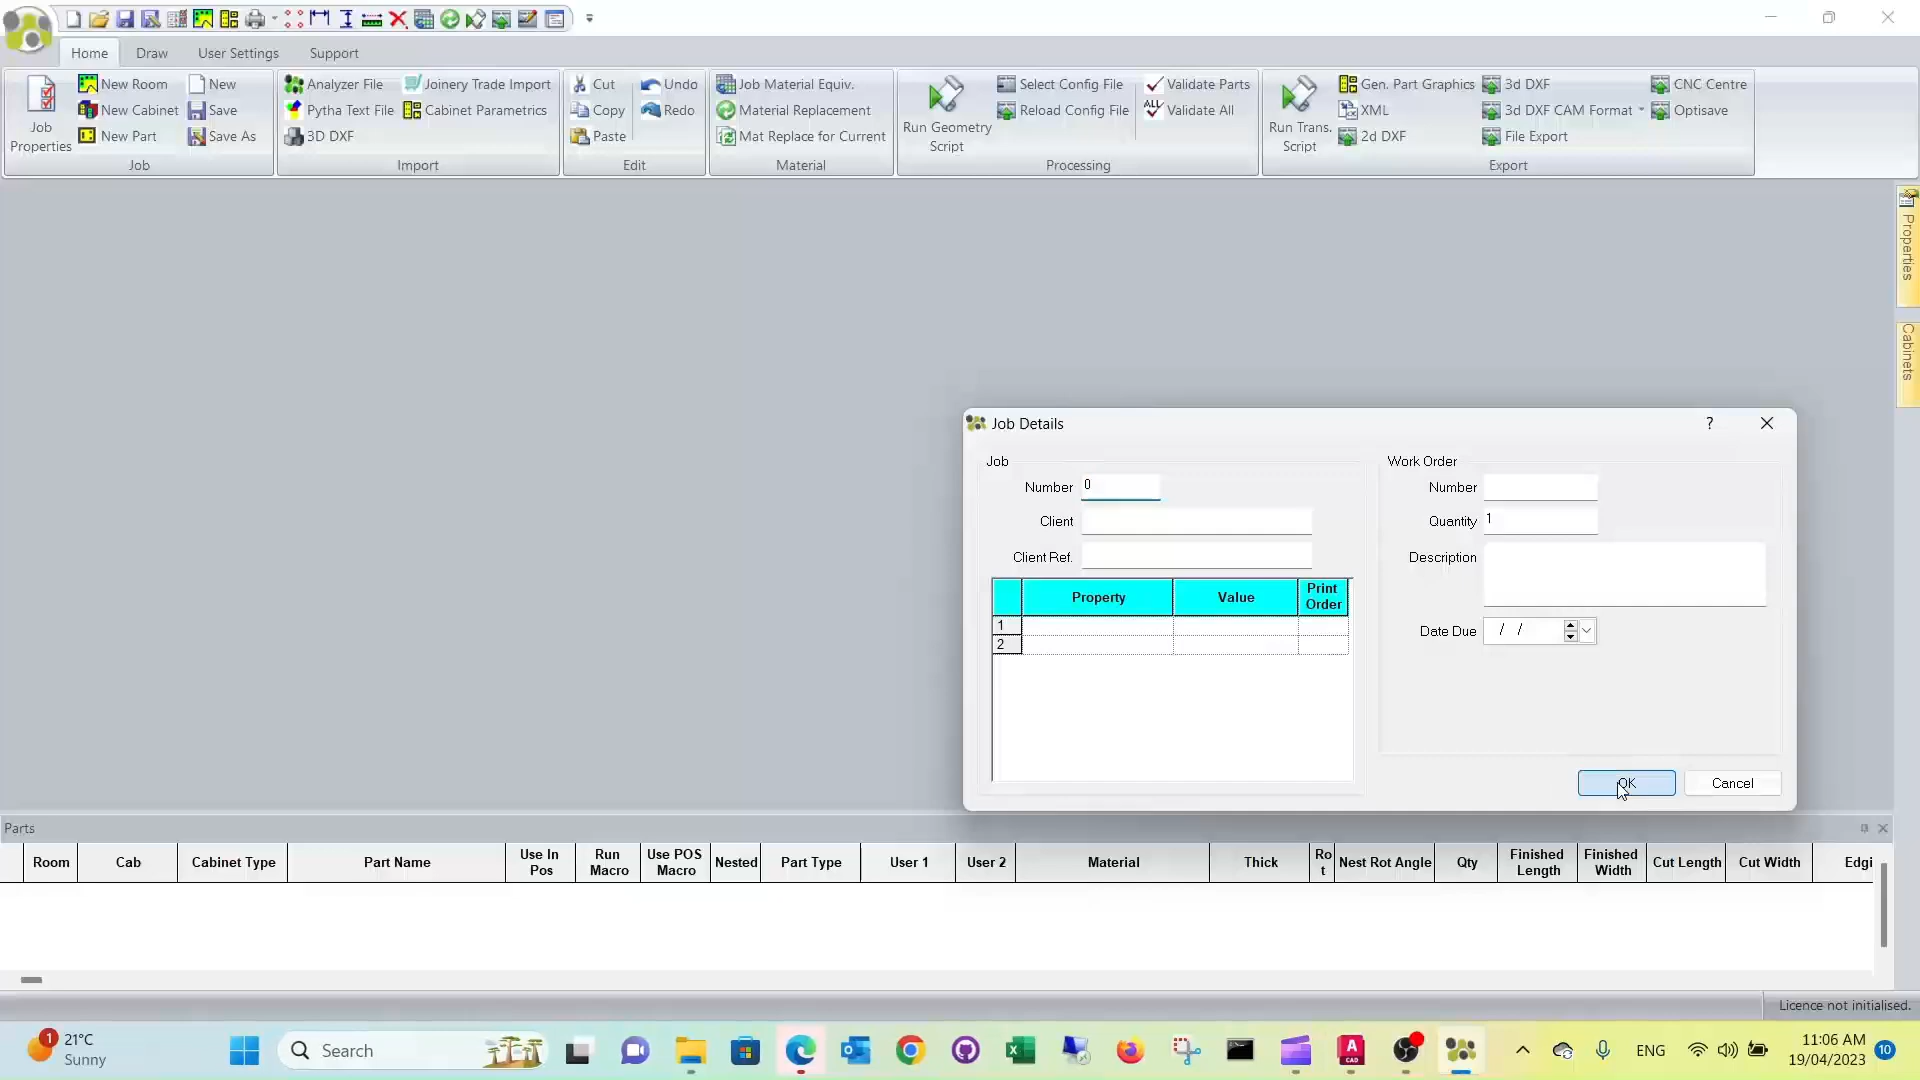 Home
Draw
User Settings
Support
Job Properties
New Room
New Cabinet
New Part
New
Save
Save As
Job
Analyzer File
Pytha Text File
3D DXF
Joinery Trade Import
Cabinet Parametrics
Import
Cut
Copy
Paste
Undo
Redo
Edit
Job Material Equiv.
Material Replacement
Mat Replace for Current
Material
Run Geometry Script
Select Config File
Reload Config File
Validate Parts
ALL
Validate All
Processing
Run Trans. Script
Gen. Part Graphics
XML
2d DXF
3d DXF
3d DXF CAM Format
File Export
CNC Centre
Optisave
Export
Properties
Cabinets
Job Details
?
Job
Number 0
Client
Client Ref.
Property Value Print Order
1
2
Work Order
Number
Quantity 1
Description
Date Due / /
OK
Cancel
Parts
Room Cab Cabinet Type Part Name Use In Pos Run Macro Use POS Macro Nested Part Type User 1 User 2 Material Thick Ro t Nest Rot Angle Qty Finished Length Finished Width Cut Length Cut Width Edgi
Licence not initialised.
1
21°C
Sunny
Search
A
CAD
ENG
11:06 AM
19/04/2023
10